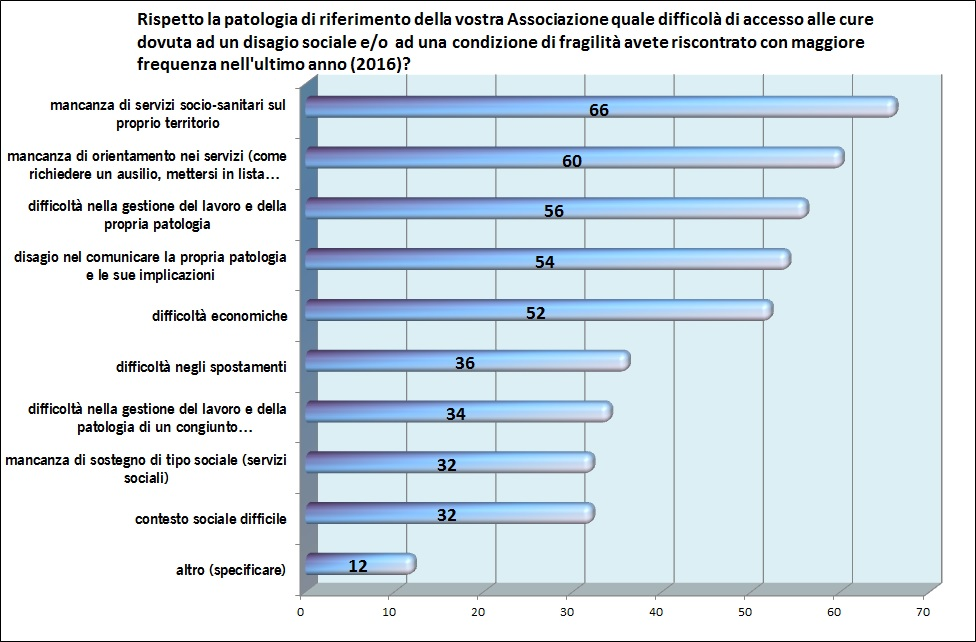 Rispetto la patologia di riferimento della vostra Associazione quale difficolà di accesso alle cure
dovuta ad un disagio sociale e/o ad una condizione di fragilità avete riscontrato con maggiore
frequenza nell'ultimo anno (2016)?
mancanza di servizi socio-sanitari sul
proprio territorio
66
mancanza di orientamento nei servizi (come
richiedere un ausilio, mettersi in lista...
60
difficoltà nella gestione del lavoro e della
propria patologia
56
disagio nel comunicare la propria patologia
e le sue implicazioni
54
difficoltà economiche
52
difficoltà negli spostamenti
36
difficoltà nella gestione del lavoro e della
patologia di un congiunto...
34
mancanza di sostegno di tipo sociale (servizi
sociali)
32
contesto sociale difficile
32
altro (specificare)
12
0 10 20 30 40 50 60 70